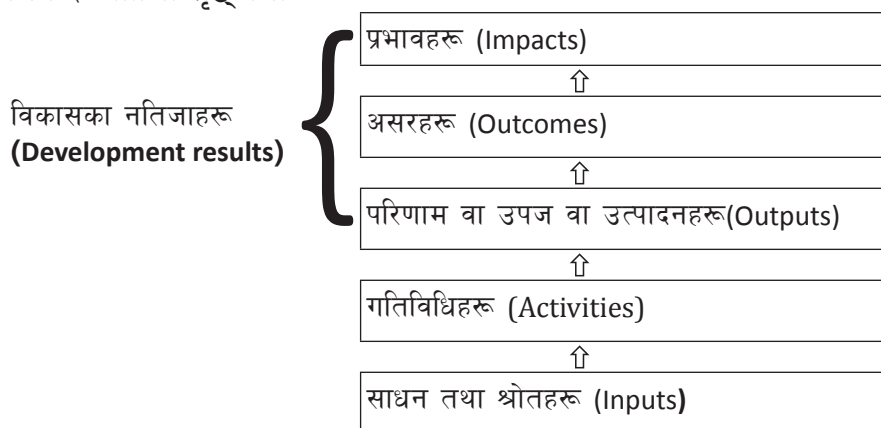 प्रभावहरू (Impacts)
असरहरू (Outcomes)
विकासका नतिजाहरू
(Development results)
परिणाम वा उपज वा उत्पादनहरू(Outputs)
गतिविधिहरू (Activities)
साधन तथा श्रोतहरू (Inputs)